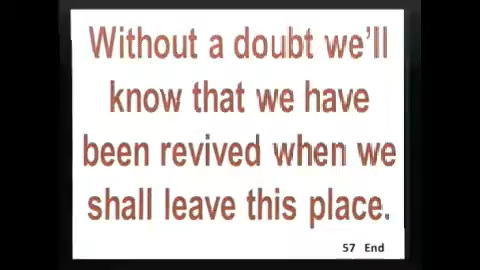 Without a doubt we'll
know that we have
been revived when we
shall leave this place.
57 End